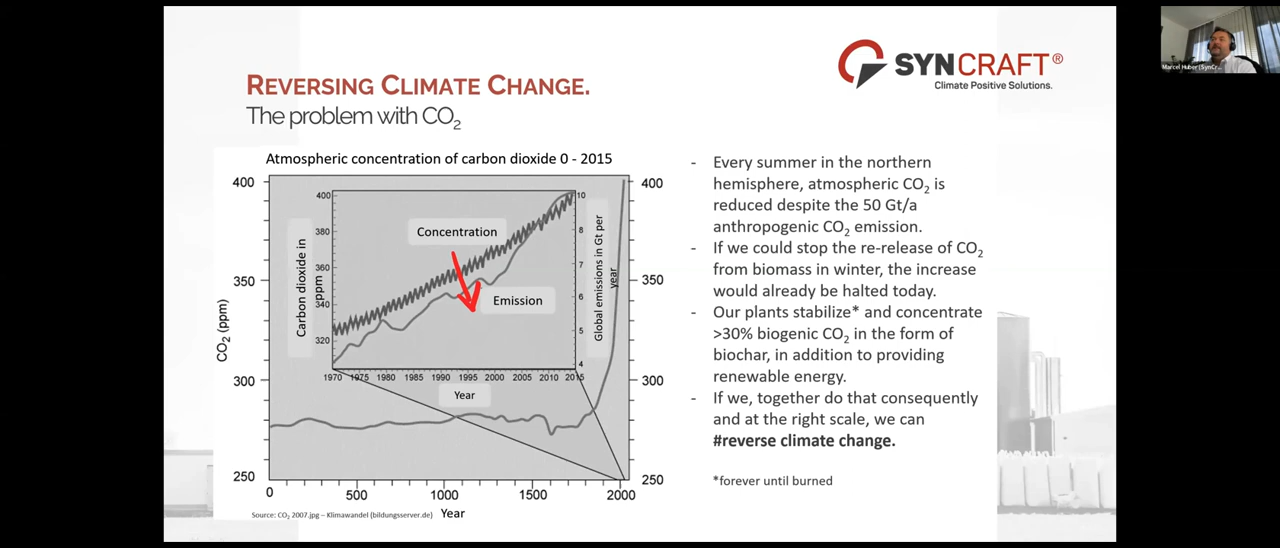 SYNCRAFT®
Climate Positive Solutions.
Marcel Huber (SynCr...
REVERSING CLIMATE CHANGE.
The problem with CO2
Atmospheric concentration of carbon dioxide 0 - 2015
400
350
300
250
CO2 (ppm)
400
350
300
250
0
500
1000
1500
2000
Year
400
380
360
340
320
Carbon dioxide in
ppm
10
9
8
7
6
5
4
Global emissions in Gt per
year
Concentration
Emission
1970
1975
1980
1985
1990
1995
2000
2005
2010
2015
Year
Source: CO2 2007.jpg – Klimawandel (bildungsserver.de)
- Every summer in the northern
hemisphere, atmospheric CO2 is
reduced despite the 50 Gt/a
anthropogenic CO2 emission.
- If we could stop the re-release of CO2
from biomass in winter, the increase
would already be halted today.
- Our plants stabilize* and concentrate
>30% biogenic CO2 in the form of
biochar, in addition to providing
renewable energy.
- If we, together do that consequently
and at the right scale, we can
#reverse climate change.
*forever until burned